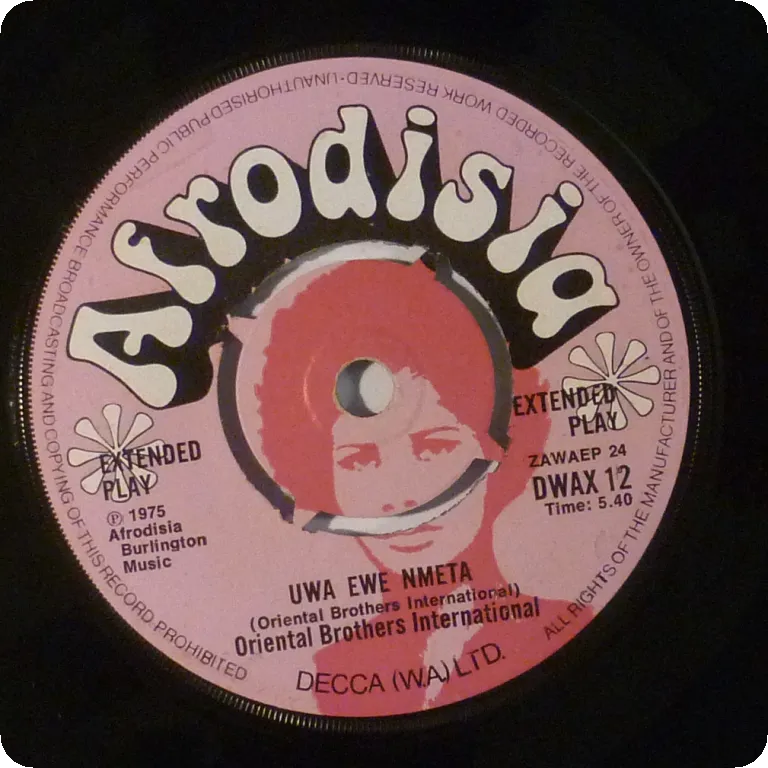 ALL RIGHTS OF THE MANUFACTURER AND OF THE OWNER OF THE RECORDED WORK RESERVED·UNAUTHORISED PUBLIC PERFORMANCE BROADCASTING AND COPYING OF THIS RECORD PROHIBITED
Afrodisia
EXTENDED
PLAY
℗ 1975
Afrodisia
Burlington
Music
EXTENDED
PLAY
ZAWAEP 24
DWAX 12
Time: 5.40
UWA EWE NMETA
(Oriental Brothers International)
Oriental Brothers International
DECCA (W.A.) LTD.